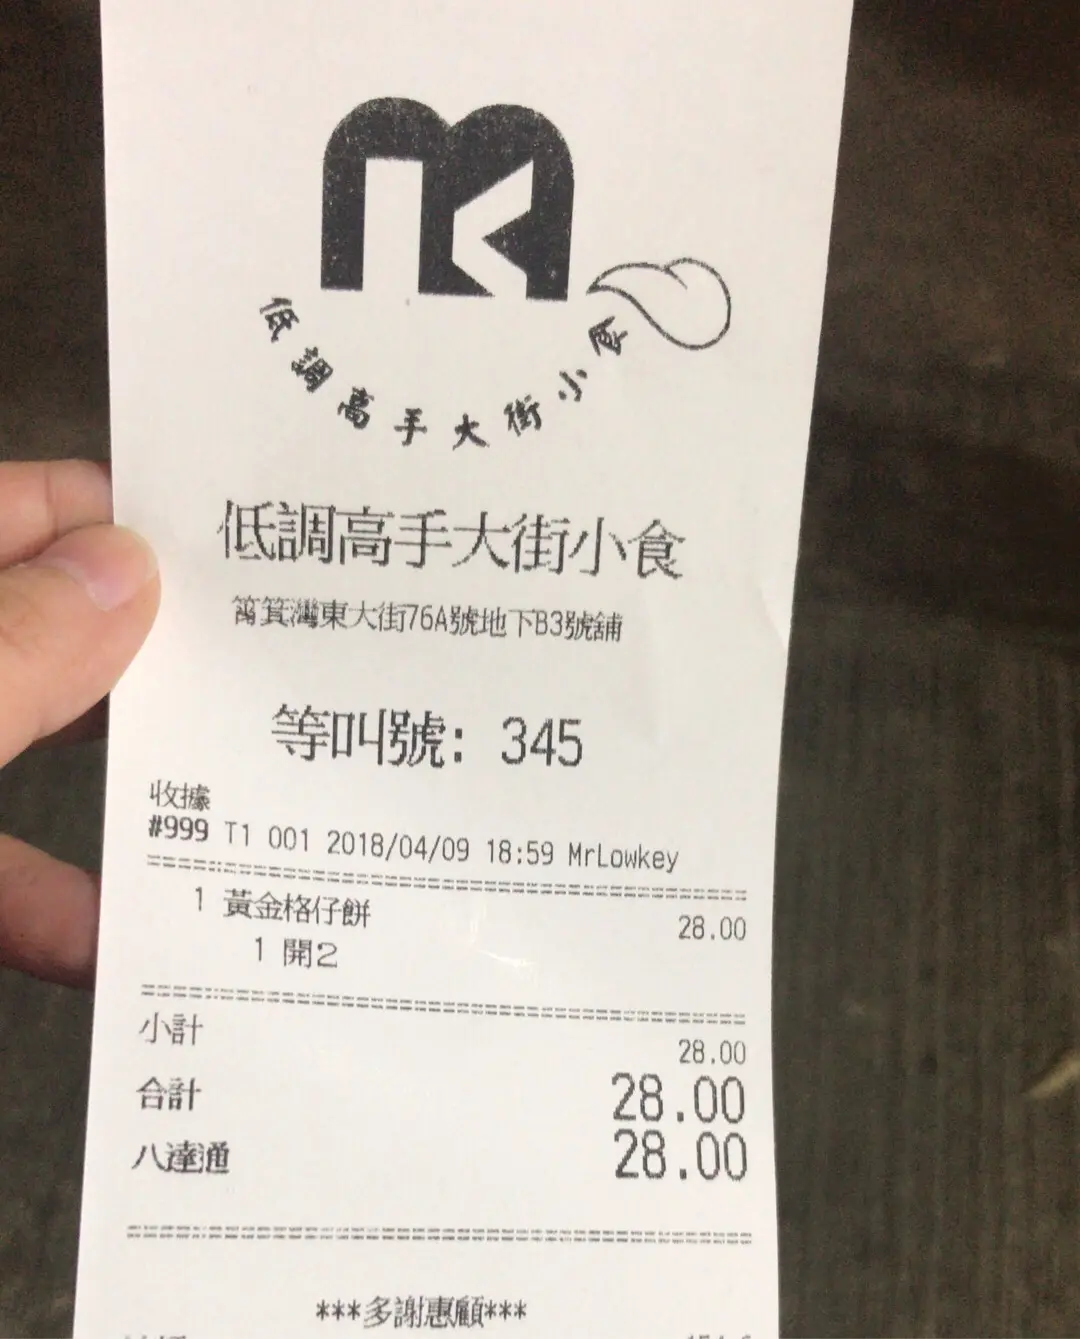 低調高手大街小食
低調高手大街小食
筲箕灣東大街76A號地下B3號舖
等叫號: 345
收據
#999 T1 001 2018/04/09 18:59 MrLowkey
1 黃金格仔餅 28.00
1 開2
小計 28.00
合計 28.00
八達通 28.00
***多謝惠顧***